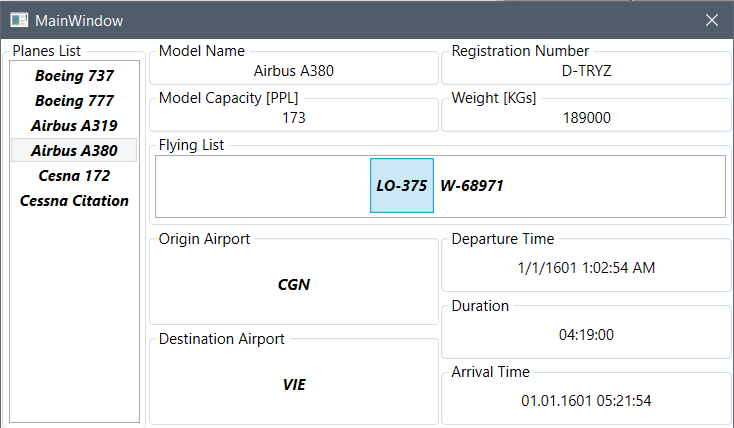 MainWindow
Planes List
Boeing 737
Boeing 777
Airbus A319
Airbus A380
Cesna 172
Cessna Citation
Model Name
Airbus A380
Registration Number
D-TRYZ
Model Capacity [PPL]
173
Weight [KGs]
189000
Flying List
LO-375 W-68971
Origin Airport
CGN
Destination Airport
VIE
Departure Time
1/1/1601 1:02:54 AM
Duration
04:19:00
Arrival Time
01.01.1601 05:21:54